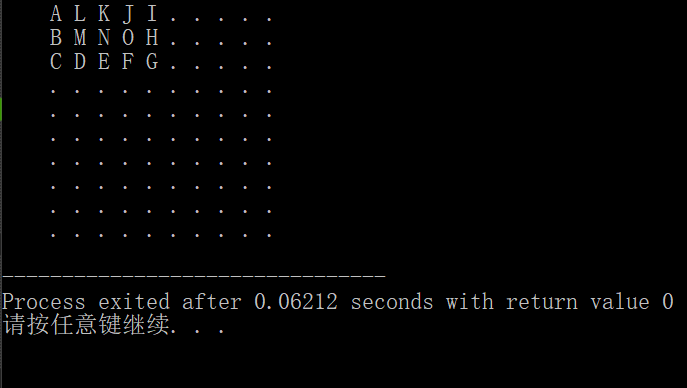 A L K J I . . . . .
B M N O H . . . . .
C D E F G . . . . .
. . . . . . . . . .
. . . . . . . . . .
. . . . . . . . . .
. . . . . . . . . .
. . . . . . . . . .
. . . . . . . . . .
. . . . . . . . . .
--------------------------------
Process exited after 0.06212 seconds with return value 0
请按任意键继续. . .